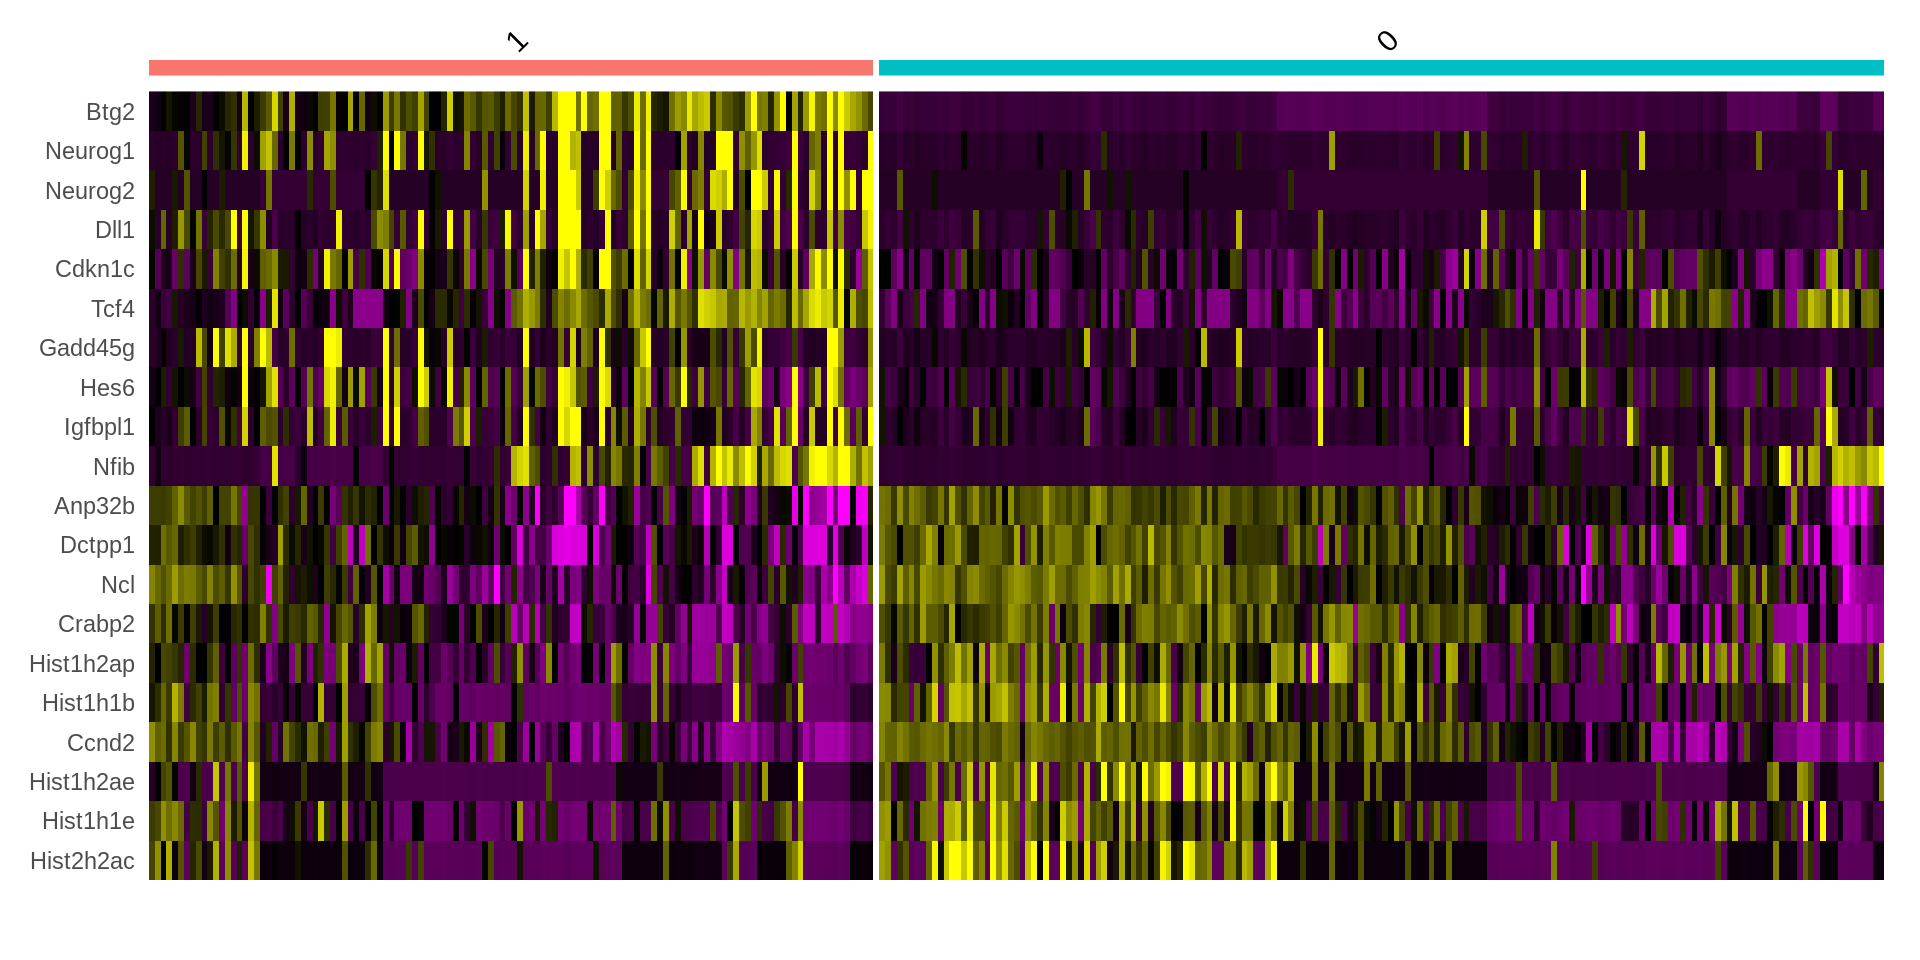 1 0
Btg2
Neurog1
Neurog2
Dll1
Cdkn1c
Tcf4
Gadd45g
Hes6
Igfbpl1
Nfib
Anp32b
Dctpp1
Ncl
Crabp2
Hist1h2ap
Hist1h1b
Ccnd2
Hist1h2ae
Hist1h1e
Hist2h2ac